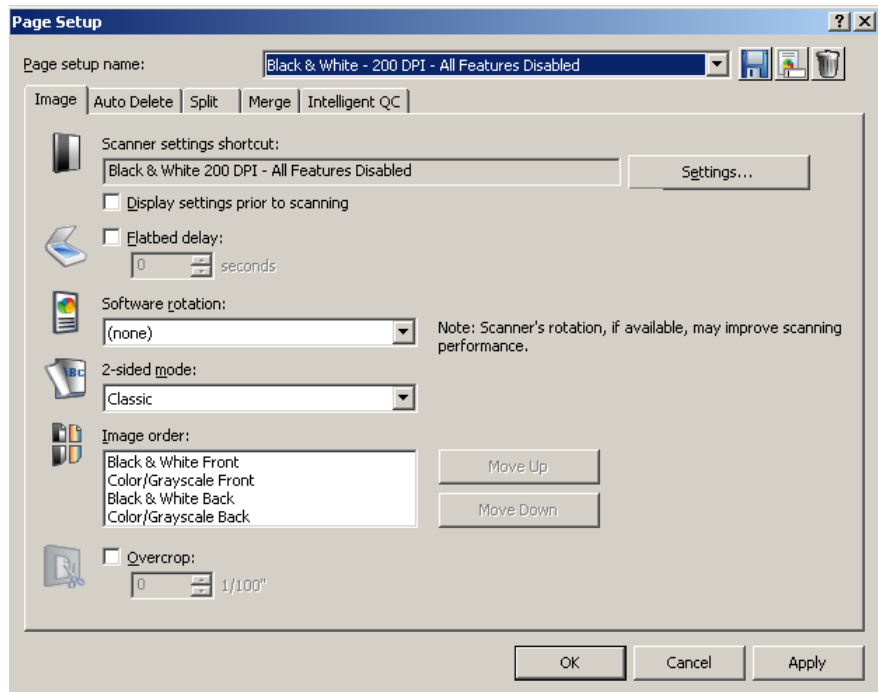 Page Setup
Page setup name:
Black & White - 200 DPI - All Features Disabled
Image
Auto Delete
Split
Merge
Intelligent QC
Scanner settings shortcut:
Black & White 200 DPI - All Features Disabled
Settings...
Display settings prior to scanning
Flatbed delay:
0
seconds
Software rotation:
(none)
Note: Scanner's rotation, if available, may improve scanning
performance.
2-sided mode:
Classic
ABC
Image order:
Black & White Front
Color/Grayscale Front
Black & White Back
Color/Grayscale Back
Move Up
Move Down
Overcrop:
0
1/100"
OK
Cancel
Apply